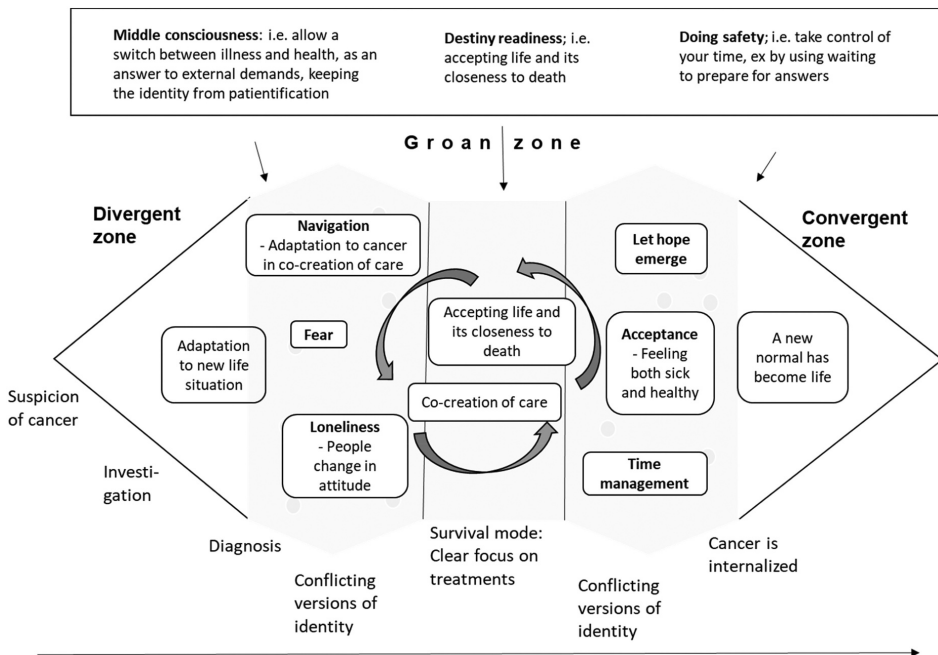 Middle consciousness: i.e. allow a
switch between illness and health, as
an answer to external demands, keeping
the identity from patientification
Destiny readiness; i.e.
accepting life and its
closeness to death
Doing safety; i.e. take control of
your time, ex by using waiting
to prepare for answers
Groan zone
Divergent
zone
Convergent
zone
Navigation
- Adaptation to cancer
in co-creation of care
Let hope
emerge
Fear
Adaptation
to new life
situation
Accepting life and
its closeness to
death
Acceptance
- Feeling
both sick
and healthy
A new
normal has
become life
Suspicion
of cancer
Co-creation of care
Loneliness
- People
change in
attitude
Time
management
Investi-
gation
Diagnosis
Survival mode:
Clear focus on
treatments
Cancer is
internalized
Conflicting
versions of
identity
Conflicting
versions of
identity